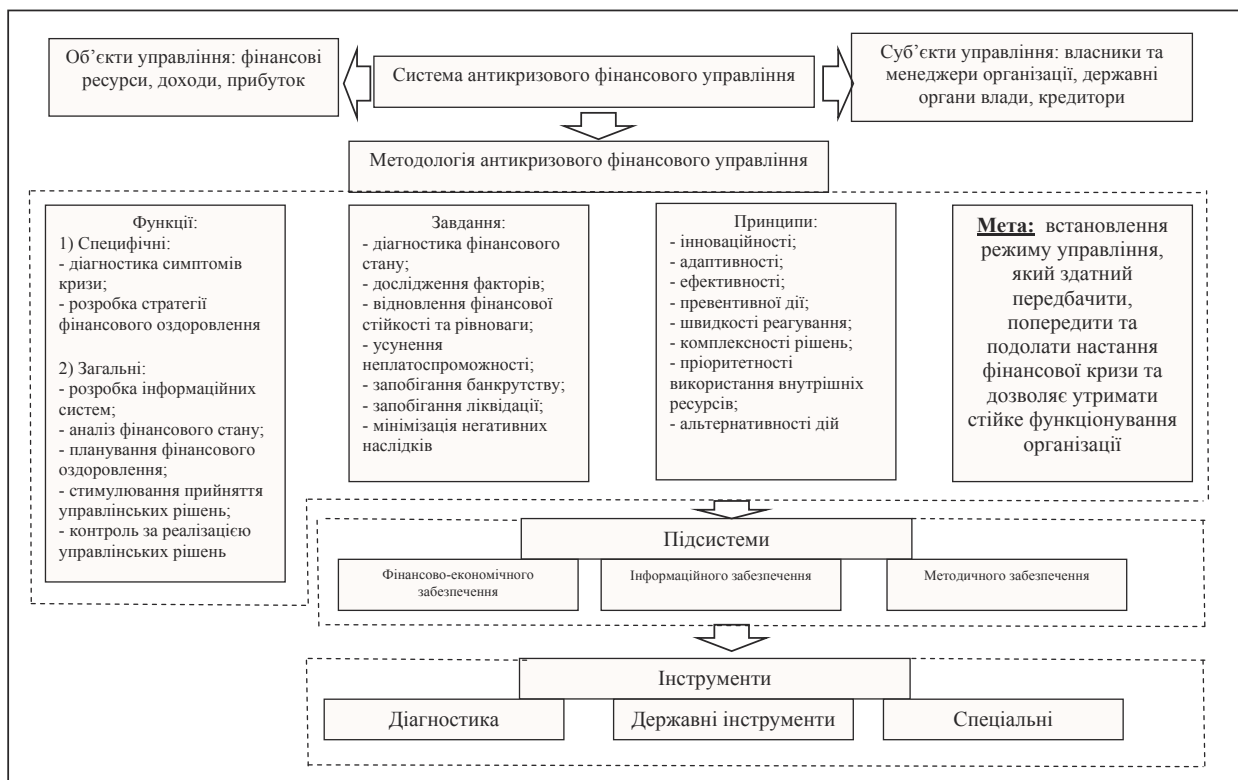 Об’єкти управління: фінансові
ресурси, доходи, прибуток
Система антикризового фінансового управління
Суб’єкти управління: власники та
менеджери організації, державні
органи влади, кредитори
Методологія антикризового фінансового управління
Функції:
1) Специфічні:
- діагностика симптомів
кризи;
- розробка стратегії
фінансового оздоровлення
2) Загальні:
- розробка інформаційних
систем;
- аналіз фінансового стану;
- планування фінансового
оздоровлення;
- стимулювання прийняття
управлінських рішень;
- контроль за реалізацією
управлінських рішень
Завдання:
- діагностика фінансового
стану;
- дослідження факторів;
- відновлення фінансової
стійкості та рівноваги;
- усунення
неплатоспроможності;
- запобігання банкрутству;
- запобігання ліквідації;
- мінімізація негативних
наслідків
Принципи:
- інноваційності;
- адаптивності;
- ефективності;
- превентивної дії;
- швидкості реагування;
- комплексності рішень;
- пріоритетності
використання внутрішніх
ресурсів;
- альтернативності дій
Мета: встановлення
режиму управління,
який здатний
передбачити,
попередити та
подолати настання
фінансової кризи та
дозволяє утримати
стійке функціонування
організації
Підсистеми
Фінансово-економічного
забезпечення
Інформаційного забезпечення
Методичного забезпечення
Інструменти
Діагностика
Державні інструменти
Спеціальні